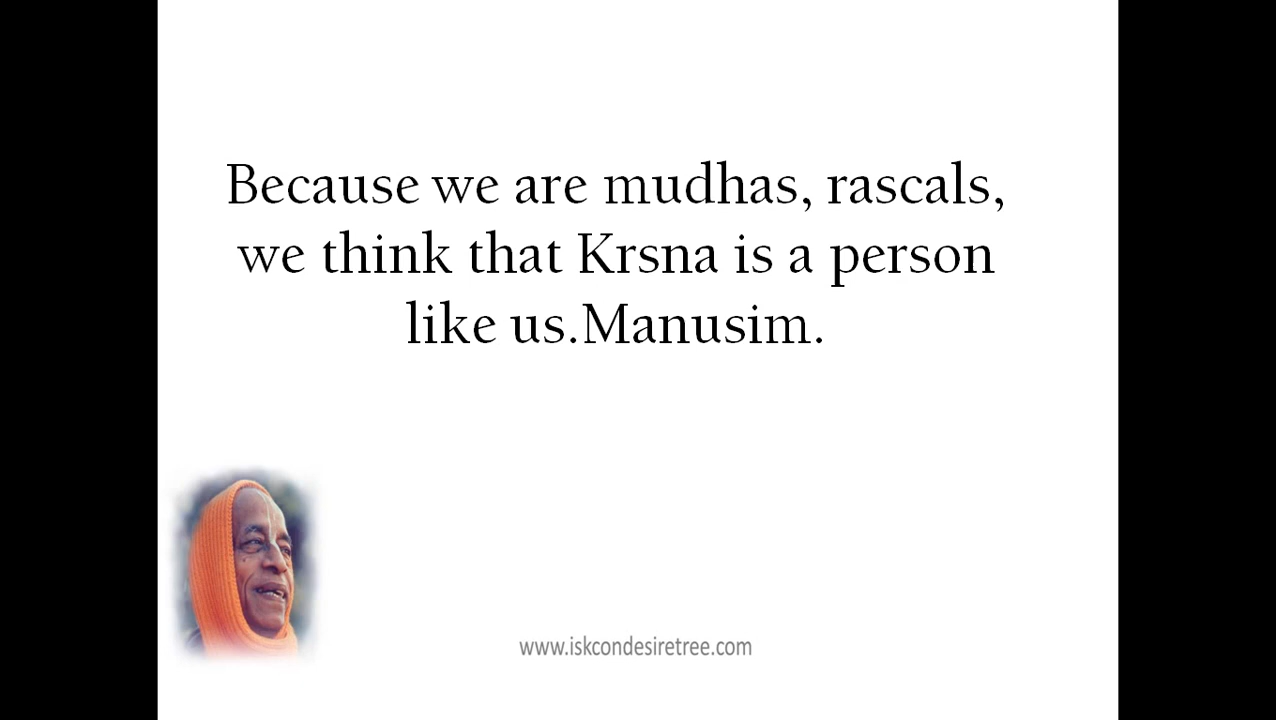 Because we are mudhas, rascals,
we think that Krsna is a person
like us.Manusim.
www.iskcondesiretree.com